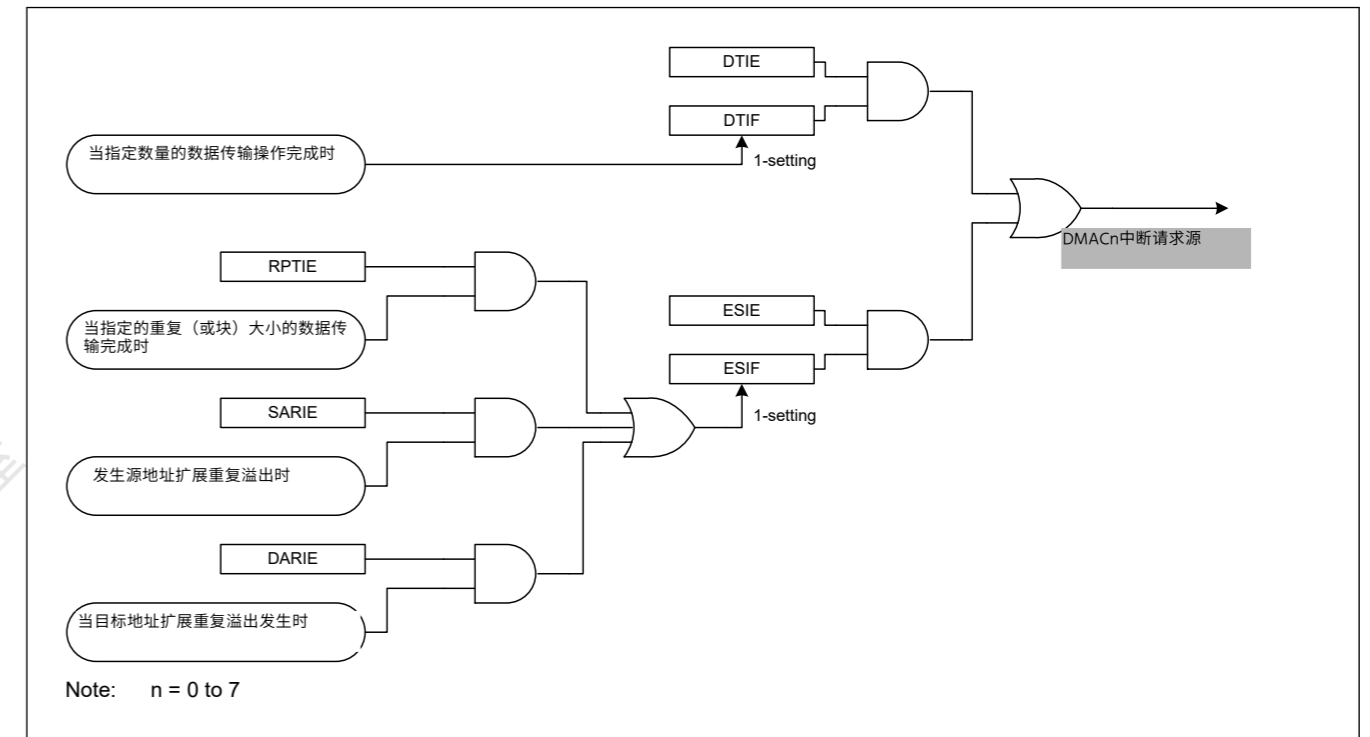 DTIE
DTIF
当指定数量的数据传输操作完成时
1-setting
DMACn中断请求源
RPTIE
当指定的重复（或块）大小的数据传
输完成时
ESIE
ESIF
1-setting
SARIE
发生源地址扩展重复溢出时
DARIE
当目标地址扩展重复溢出发生时
Note: n = 0 to 7